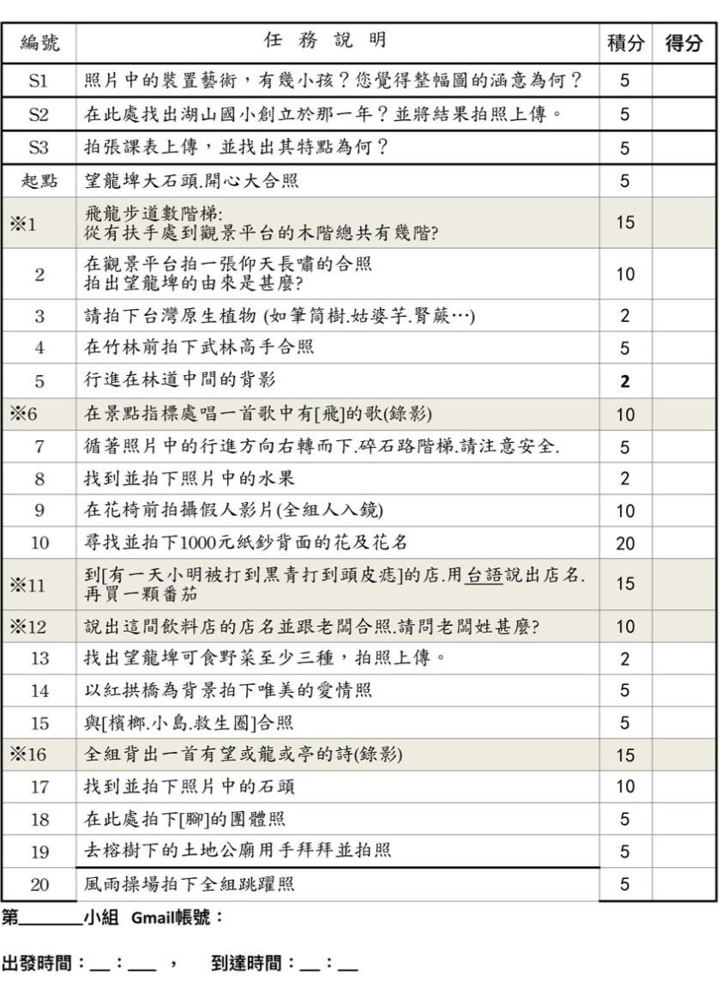 編號 任務說明 積分 得分
S1 照片中的裝置藝術，有幾小孩？您覺得整幅圖的涵意為何？ 5
S2 在此處找出湖山國小創立於那一年？並將結果拍照上傳。 5
S3 拍張課表上傳，並找出其特點為何？ 5
起點 望龍埤大石頭.開心大合照 5
※1 飛龍步道數階梯: 15
從有扶手處到觀景平台的木階總共有幾階?
2 在觀景平台拍一張仰天長嘯的合照 10
拍出望龍埤的由來是甚麼?
3 請拍下台灣原生植物 (如筆筒樹.姑婆芋.腎蕨…) 2
4 在竹林前拍下武林高手合照 5
5 行進在林道中間的背影 2
※6 在景點指標處唱一首歌中有[飛]的歌(錄影) 10
7 循著照片中的行進方向右轉而下.碎石路階梯.請注意安全. 5
8 找到並拍下照片中的水果 2
9 在花椅前拍攝假人影片(全組人入鏡) 10
10 尋找並拍下1000元紙鈔背面的花及花名 20
※11 到[有一天小明被打到黑青打到頭皮痣]的店.用台語說出店名. 15
再買一顆番茄
※12 說出這間飲料店的店名並跟老闆合照.請問老闆姓甚麼? 10
13 找出望龍埤可食野菜至少三種，拍照上傳。 2
14 以紅拱橋為背景拍下唯美的愛情照 5
15 與[檳榔.小島.救生圈]合照 5
※16 全組背出一首有望或龍或亭的詩(錄影) 15
17 找到並拍下照片中的石頭 10
18 在此處拍下[腳]的團體照 5
19 去榕樹下的土地公廟用手拜拜並拍照 5
20 風雨操場拍下全組跳躍照 5
第_______小組 Gmail帳號：
出發時間：__：___ ， 到達時間：__：__